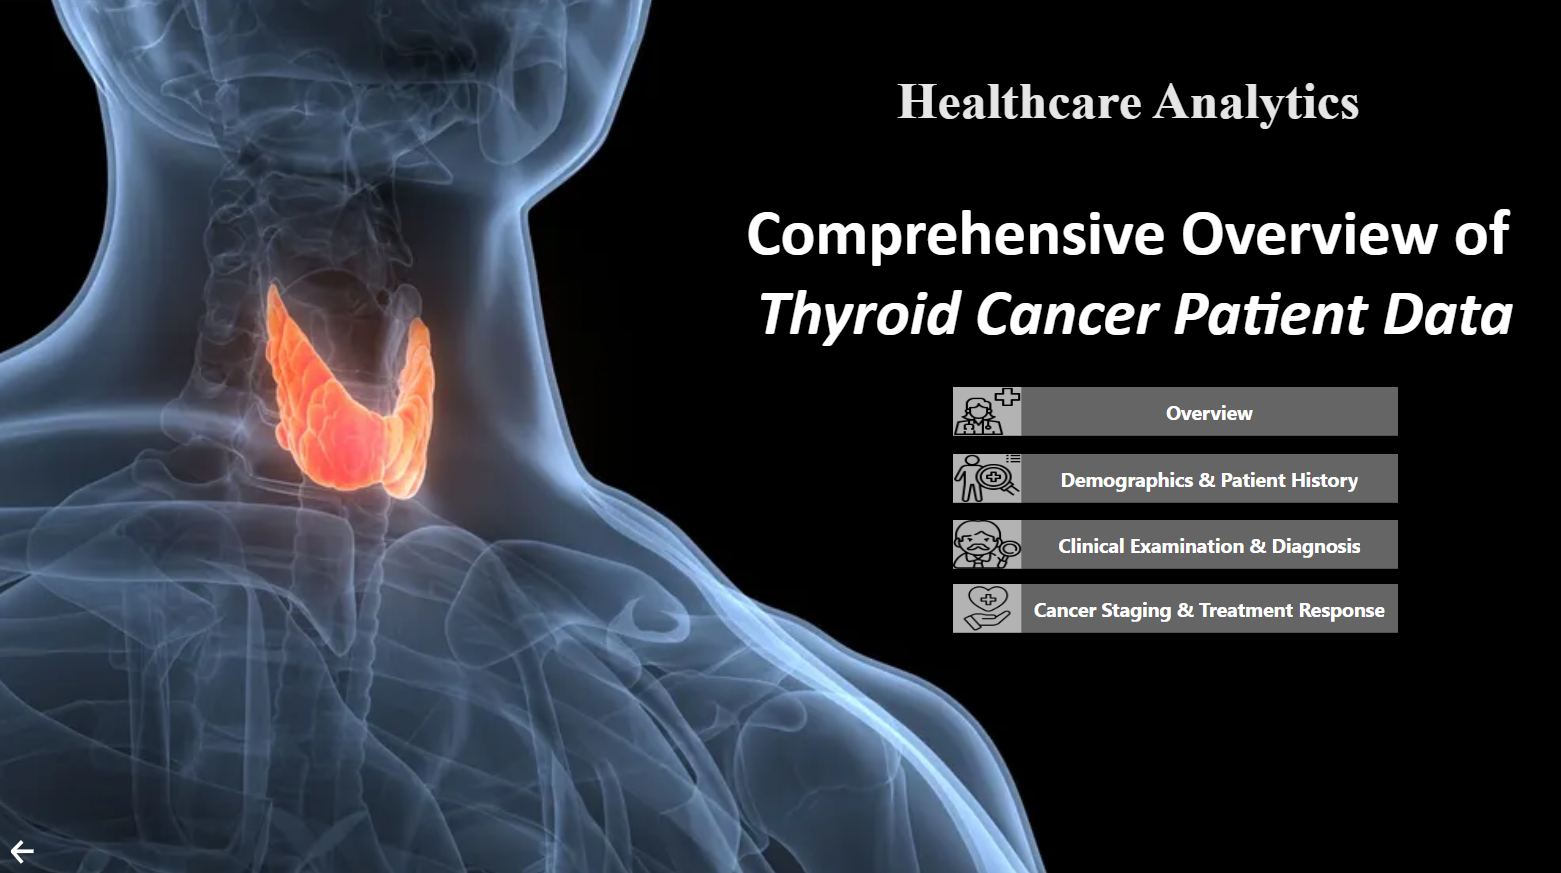 Healthcare Analytics
Comprehensive Overview of
Thyroid Cancer Patient Data
Overview
Demographics & Patient History
Clinical Examination & Diagnosis
Cancer Staging & Treatment Response